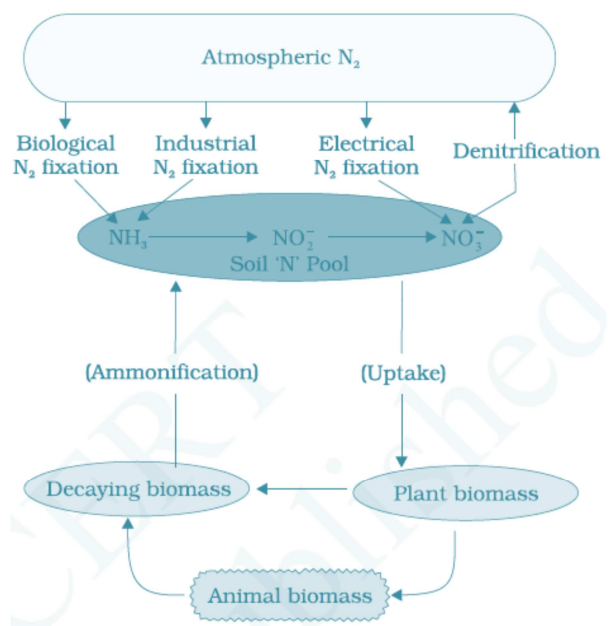 Atmospheric N₂
Biological
N₂ fixation
Industrial
N₂ fixation
Electrical
N₂ fixation
Denitrification
NH₃
NO₂⁻
NO₃⁻
Soil ‘N’ Pool
(Ammonification)
(Uptake)
Decaying biomass
Plant biomass
Animal biomass